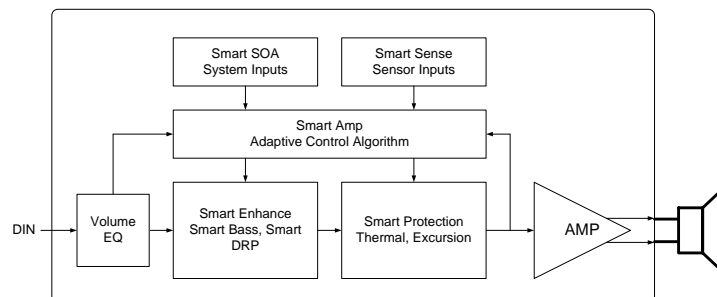 Smart SOA
System Inputs
Smart Sense
Sensor Inputs
Smart Amp
Adaptive Control Algorithm
DIN
Volume
EQ
Smart Enhance
Smart Bass, Smart
DRP
Smart Protection
Thermal, Excursion
AMP